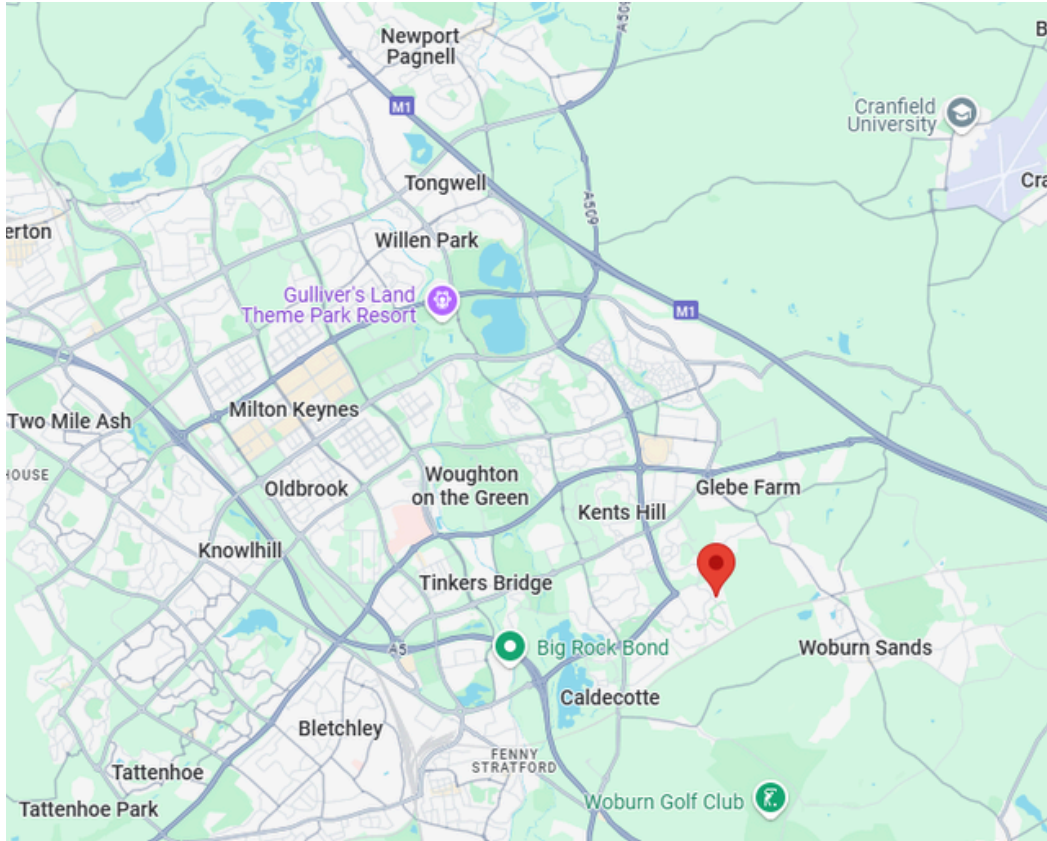 Newport
Pagnell
A509
B
M1
Cranfield
University
Tongwell
Cra
A509
erton
Willen Park
Gulliver's Land
Theme Park Resort
M1
Two Mile Ash
Milton Keynes
HOUSE
Woughton
on the Green
Oldbrook
Glebe Farm
Kents Hill
Knowlhill
Tinkers Bridge
A5
Big Rock Bond
Woburn Sands
Caldecotte
Bletchley
FENNY
STRATFORD
Tattenhoe
Tattenhoe Park
Woburn Golf Club